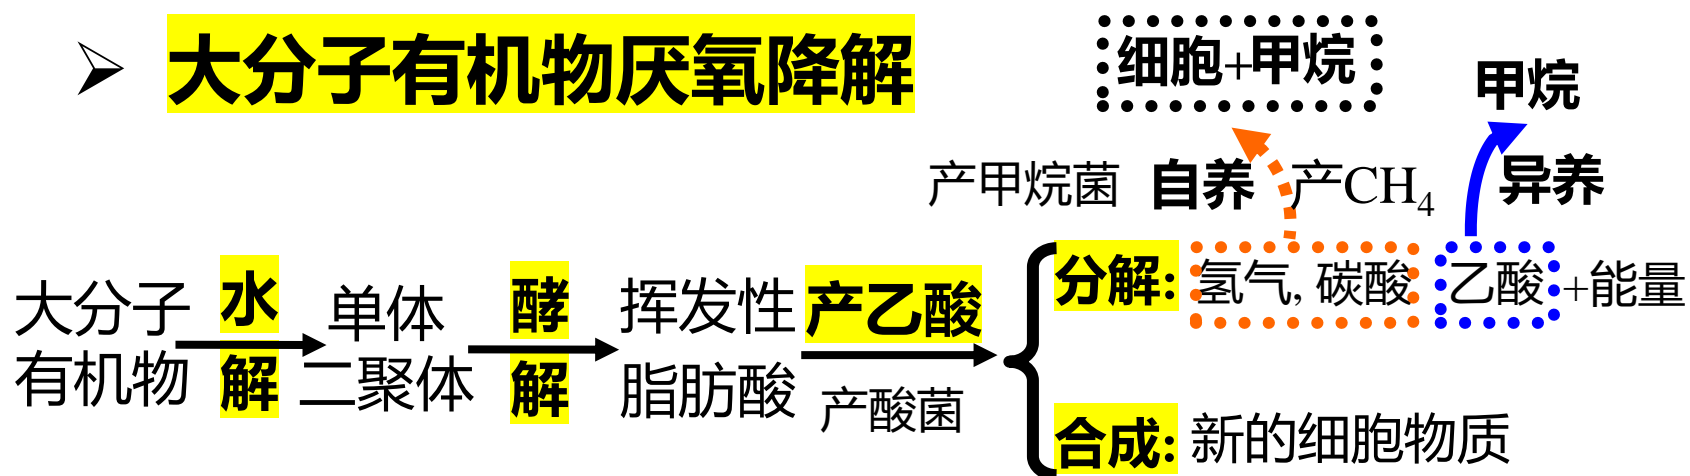 大分子有机物厌氧降解
细胞+甲烷
甲烷
产甲烷菌 自养 产CH₄ 异养
大分子
有机物
水
解
单体
二聚体
酵
解
挥发性
脂肪酸
产乙酸
产酸菌
分解: 氢气, 碳酸 乙酸 +能量
合成: 新的细胞物质